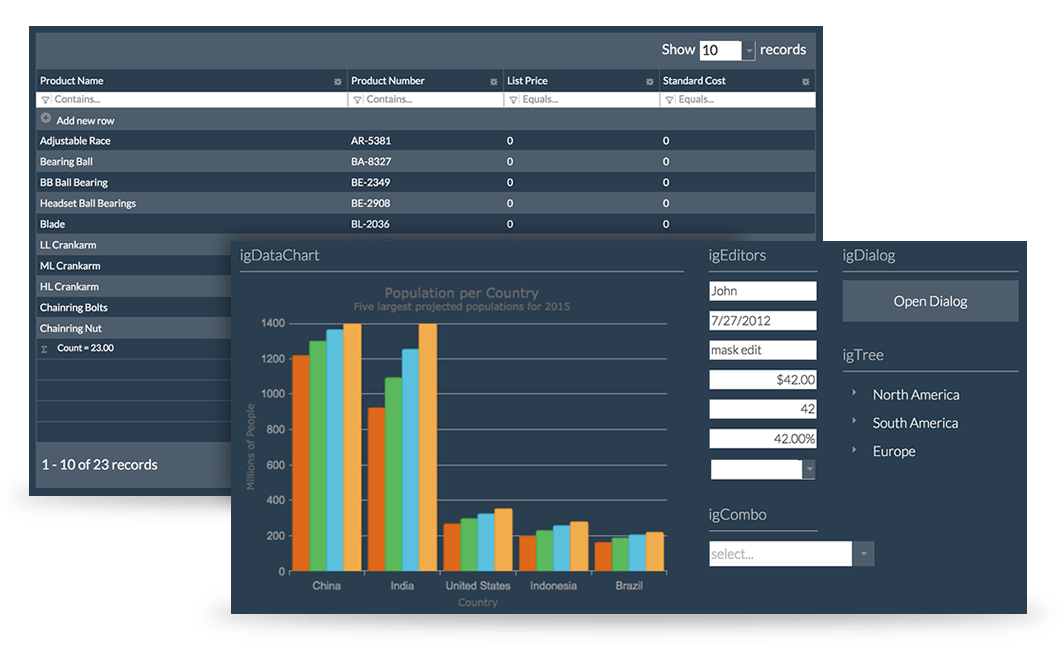 Show 10 records
Product Name Product Number List Price Standard Cost
Contains... Contains... Equals... Equals...
Add new row
Adjustable Race AR-5381 0 0
Bearing Ball BA-8327 0 0
BB Ball Bearing BE-2349 0 0
Headset Ball Bearings BE-2908 0 0
Blade BL-2036 0 0
LL Crankarm
ML Crankarm
HL Crankarm
Chainring Bolts
Chainring Nut
Σ Count = 23.00
1 - 10 of 23 records
igDataChart
Population per Country
Five largest projected populations for 2015
Millions of People
1400
1200
1000
800
600
400
200
0
China India United States Indonesia Brazil
Country
igEditors
John
7/27/2012
mask edit
$42.00
42
42.00%
igCombo
select...
igDialog
Open Dialog
igTree
North America
South America
Europe